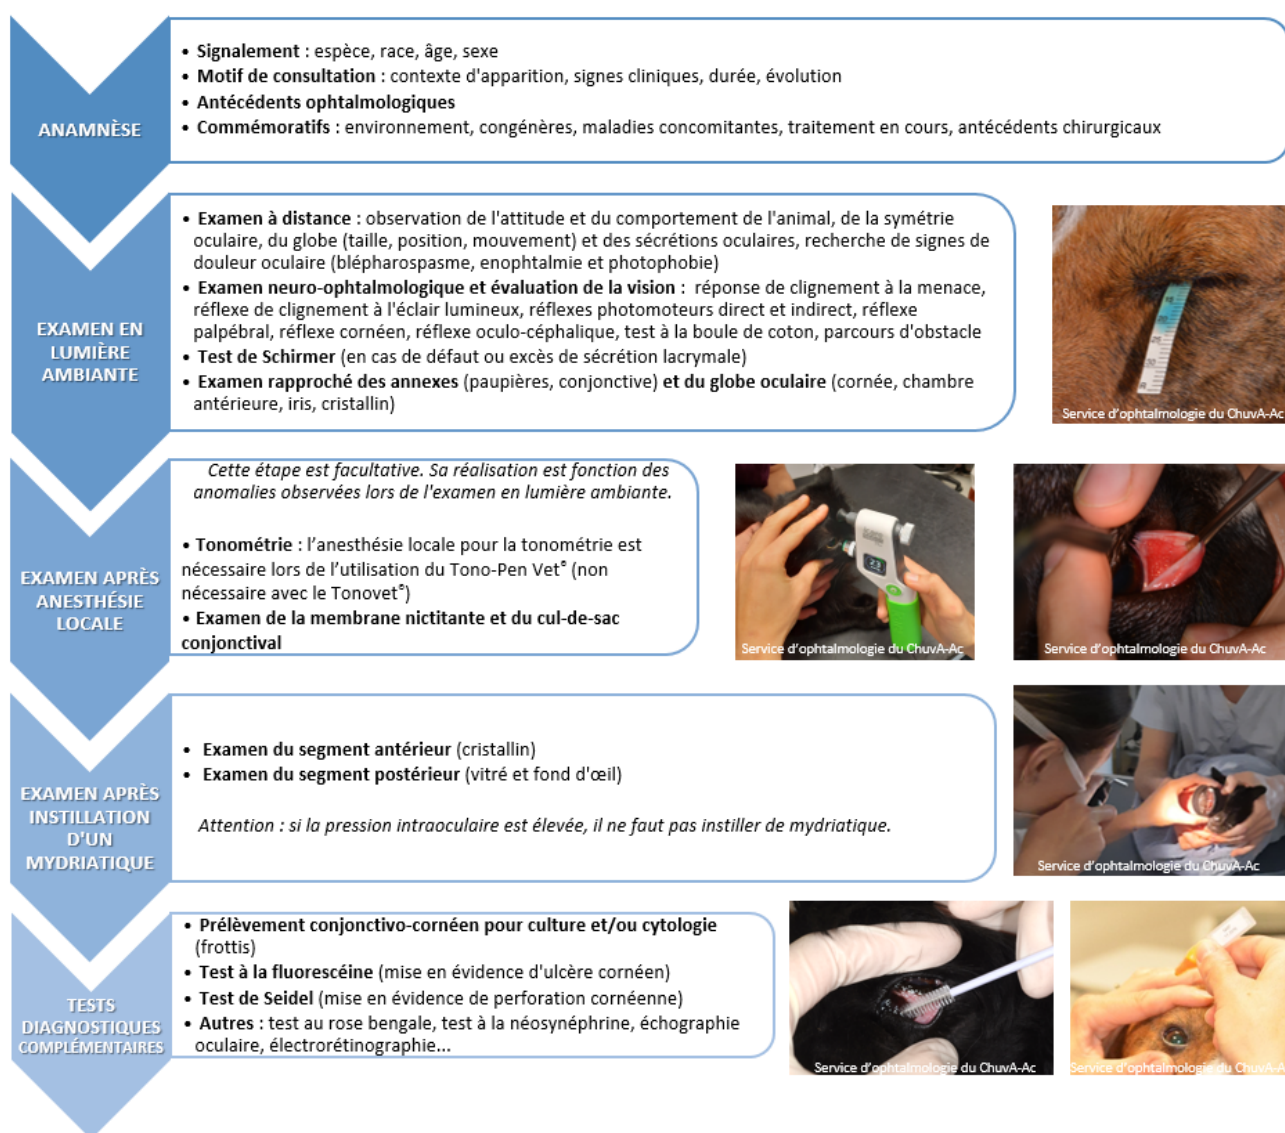 ANAMNÈSE
• Signalement : espèce, race, âge, sexe
• Motif de consultation : contexte d'apparition, signes cliniques, durée, évolution
• Antécédents ophtalmologiques
• Commémoratifs : environnement, congénères, maladies concomitantes, traitement en cours, antécédents chirurgicaux
EXAMEN EN
LUMIÈRE
AMBIANTE
• Examen à distance : observation de l'attitude et du comportement de l'animal, de la symétrie
oculaire, du globe (taille, position, mouvement) et des sécrétions oculaires, recherche de signes de
douleur oculaire (blépharospasme, enophtalmie et photophobie)
• Examen neuro-ophtalmologique et évaluation de la vision : réponse de clignement à la menace,
réflexe de clignement à l'éclair lumineux, réflexes photomoteurs direct et indirect, réflexe
palpébral, réflexe cornéen, réflexe oculo-céphalique, test à la boule de coton, parcours d'obstacle
• Test de Schirmer (en cas de défaut ou excès de sécrétion lacrymale)
• Examen rapproché des annexes (paupières, conjonctive) et du globe oculaire (cornée, chambre
antérieure, iris, cristallin)
Service d'ophtalmologie du ChuvA-Ac
EXAMEN APRÈS
ANESTHÉSIE
LOCALE
Cette étape est facultative. Sa réalisation est fonction des
anomalies observées lors de l'examen en lumière ambiante.
• Tonométrie : l'anesthésie locale pour la tonométrie est
nécessaire lors de l'utilisation du Tono-Pen Vet® (non
nécessaire avec le Tonovet®)
• Examen de la membrane nictitante et du cul-de-sac
conjonctival
Service d'ophtalmologie du ChuvA-Ac
Service d'ophtalmologie du ChuvA-Ac
EXAMEN APRÈS
INSTILLATION
D'UN
MYDRIATIQUE
• Examen du segment antérieur (cristallin)
• Examen du segment postérieur (vitré et fond d'œil)
Attention : si la pression intraoculaire est élevée, il ne faut pas instiller de mydriatique.
Service d'ophtalmologie du ChuvA-Ac
TESTS
DIAGNOSTIQUES
COMPLÉMENTAIRES
• Prélèvement conjonctivo-cornéen pour culture et/ou cytologie
(frottis)
• Test à la fluorescéine (mise en évidence d'ulcère cornéen)
• Test de Seidel (mise en évidence de perforation cornéenne)
• Autres : test au rose bengale, test à la néosynéphrine, échographie
oculaire, électrorétinographie...
Service d'ophtalmologie du ChuvA-Ac
Service d'ophtalmologie du ChuvA-A